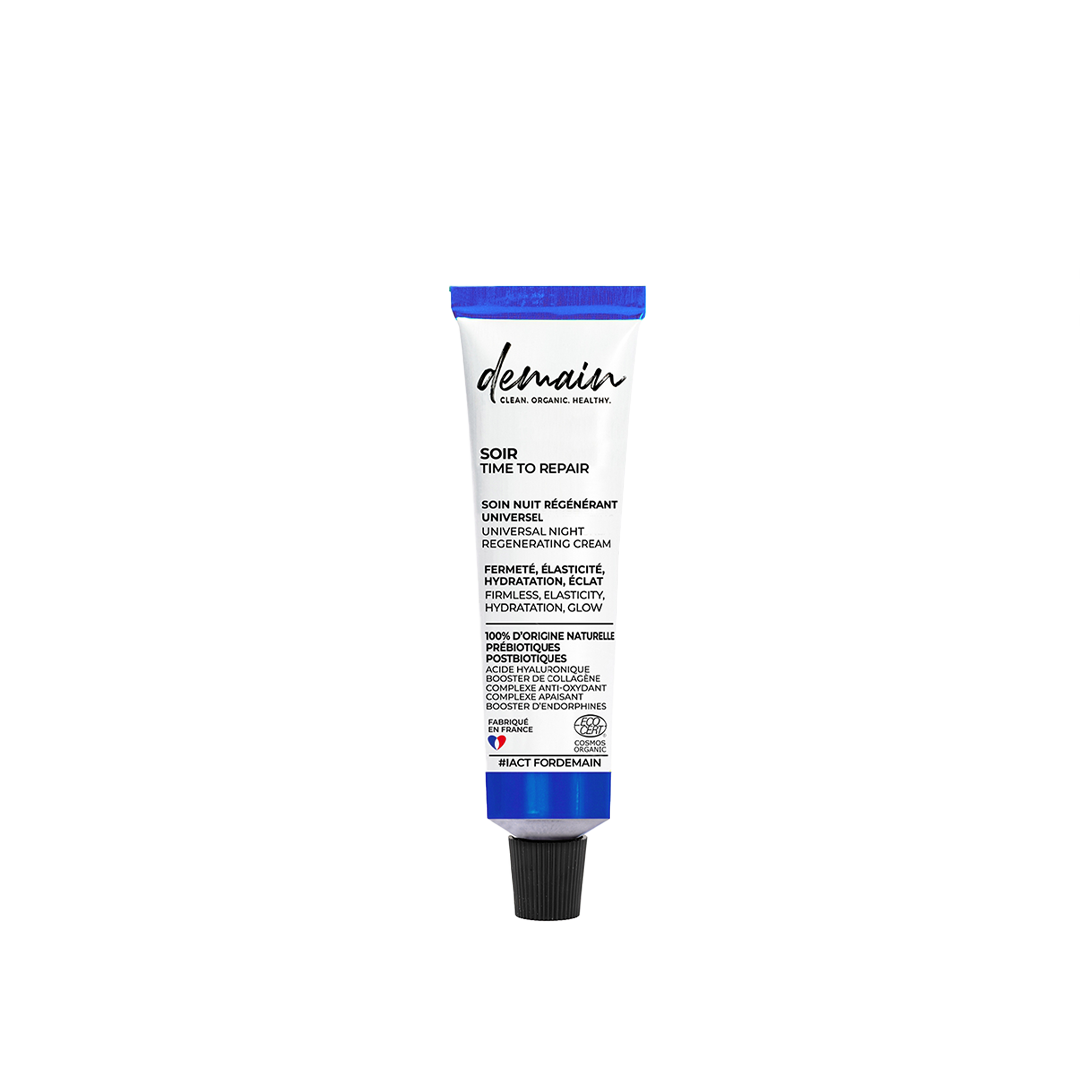 demain
CLEAN. ORGANIC. HEALTHY.
SOIR
TIME TO REPAIR
SOIN NUIT RÉGÉNÉRANT
UNIVERSEL
UNIVERSAL NIGHT
REGENERATING CREAM
FERMETÉ, ÉLASTICITÉ,
HYDRATATION, ÉCLAT
FIRMLESS, ELASTICITY,
HYDRATATION, GLOW
100% D'ORIGINE NATURELLE
PRÉBIOTIQUES
POSTBIOTIQUES
ACIDE HYALURONIQUE
BOOSTER DE COLLAGÈNE
COMPLEXE ANTI-OXYDANT
COMPLEXE APAISANT
BOOSTER D'ENDORPHINES
FABRIQUÉ
EN FRANCE
ECO
CERT
®
COSMOS
ORGANIC
#IACT FORDEMAIN